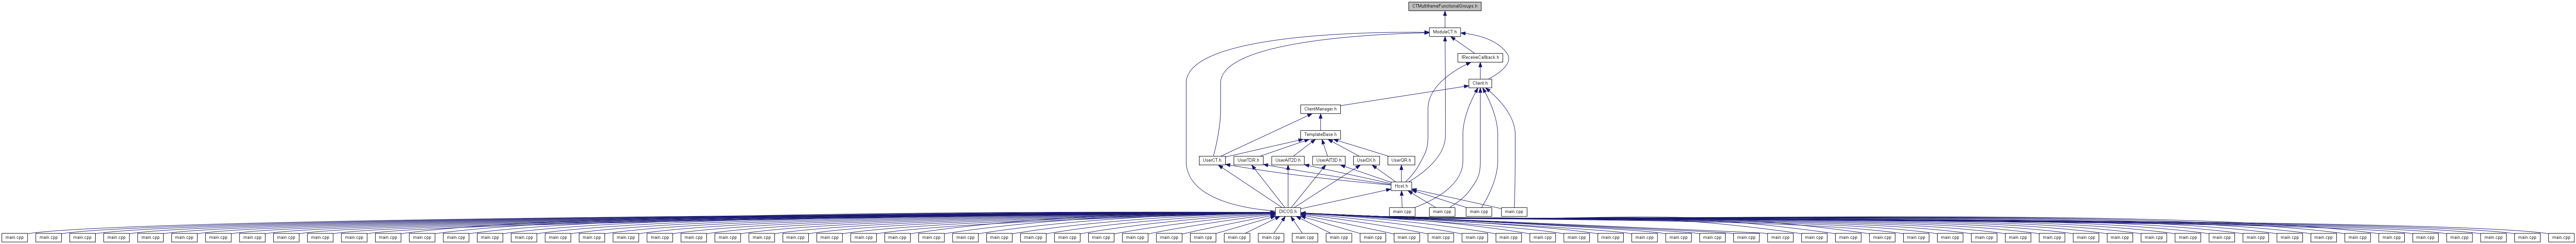 CTMultiframeFunctionalGroups.h
ModuleCT.h
IReceiveCallback.h
Client.h
ClientManager.h
TemplateBase.h
UserCT.h UserTDR.h UserAIT2D.h UserAIT3D.h UserDX.h UserQR.h
Host.h
DICOS.h main.cpp main.cpp main.cpp main.cpp
main.cpp main.cpp main.cpp main.cpp main.cpp main.cpp main.cpp main.cpp main.cpp main.cpp main.cpp main.cpp main.cpp main.cpp main.cpp main.cpp main.cpp main.cpp main.cpp main.cpp main.cpp main.cpp main.cpp main.cpp main.cpp main.cpp main.cpp main.cpp main.cpp main.cpp main.cpp main.cpp main.cpp main.cpp main.cpp main.cpp main.cpp main.cpp main.cpp main.cpp main.cpp main.cpp main.cpp main.cpp main.cpp main.cpp main.cpp main.cpp main.cpp main.cpp main.cpp main.cpp main.cpp main.cpp main.cpp main.cpp main.cpp main.cpp main.cpp main.cpp main.cpp main.cpp main.cpp main.cpp main.cpp main.cpp main.cpp main.cpp main.cpp main.cpp main.cpp main.cpp main.cpp main.cpp main.cpp main.cpp